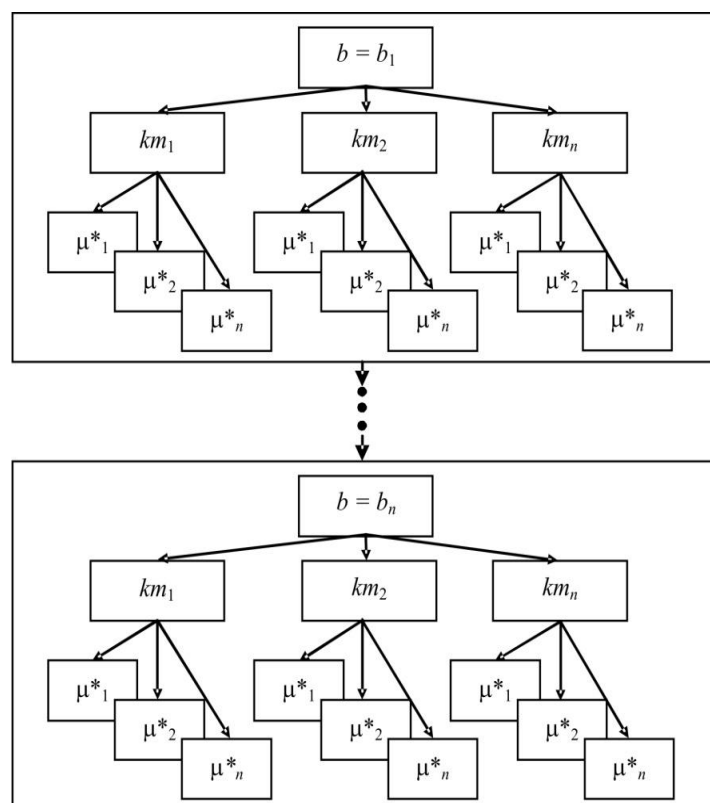 b = b₁
km₁ km₂ kmₙ
μ*₁ μ*₁ μ*₁
μ*₂ μ*₂ μ*₂
μ*ₙ μ*ₙ μ*ₙ
b = bₙ
km₁ km₂ kmₙ
μ*₁ μ*₁ μ*₁
μ*₂ μ*₂ μ*₂
μ*ₙ μ*ₙ μ*ₙ